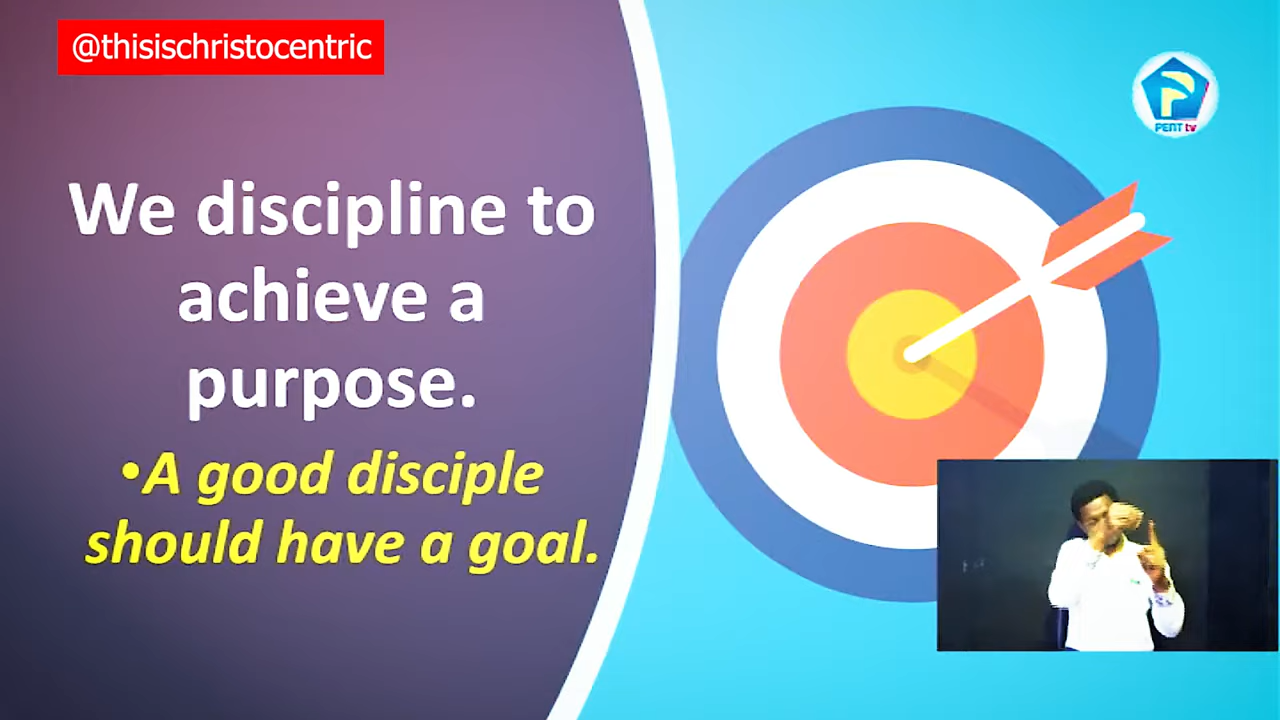 @thisischristocentric
PENT tv
We discipline to
achieve a
purpose.
•A good disciple
should have a goal.